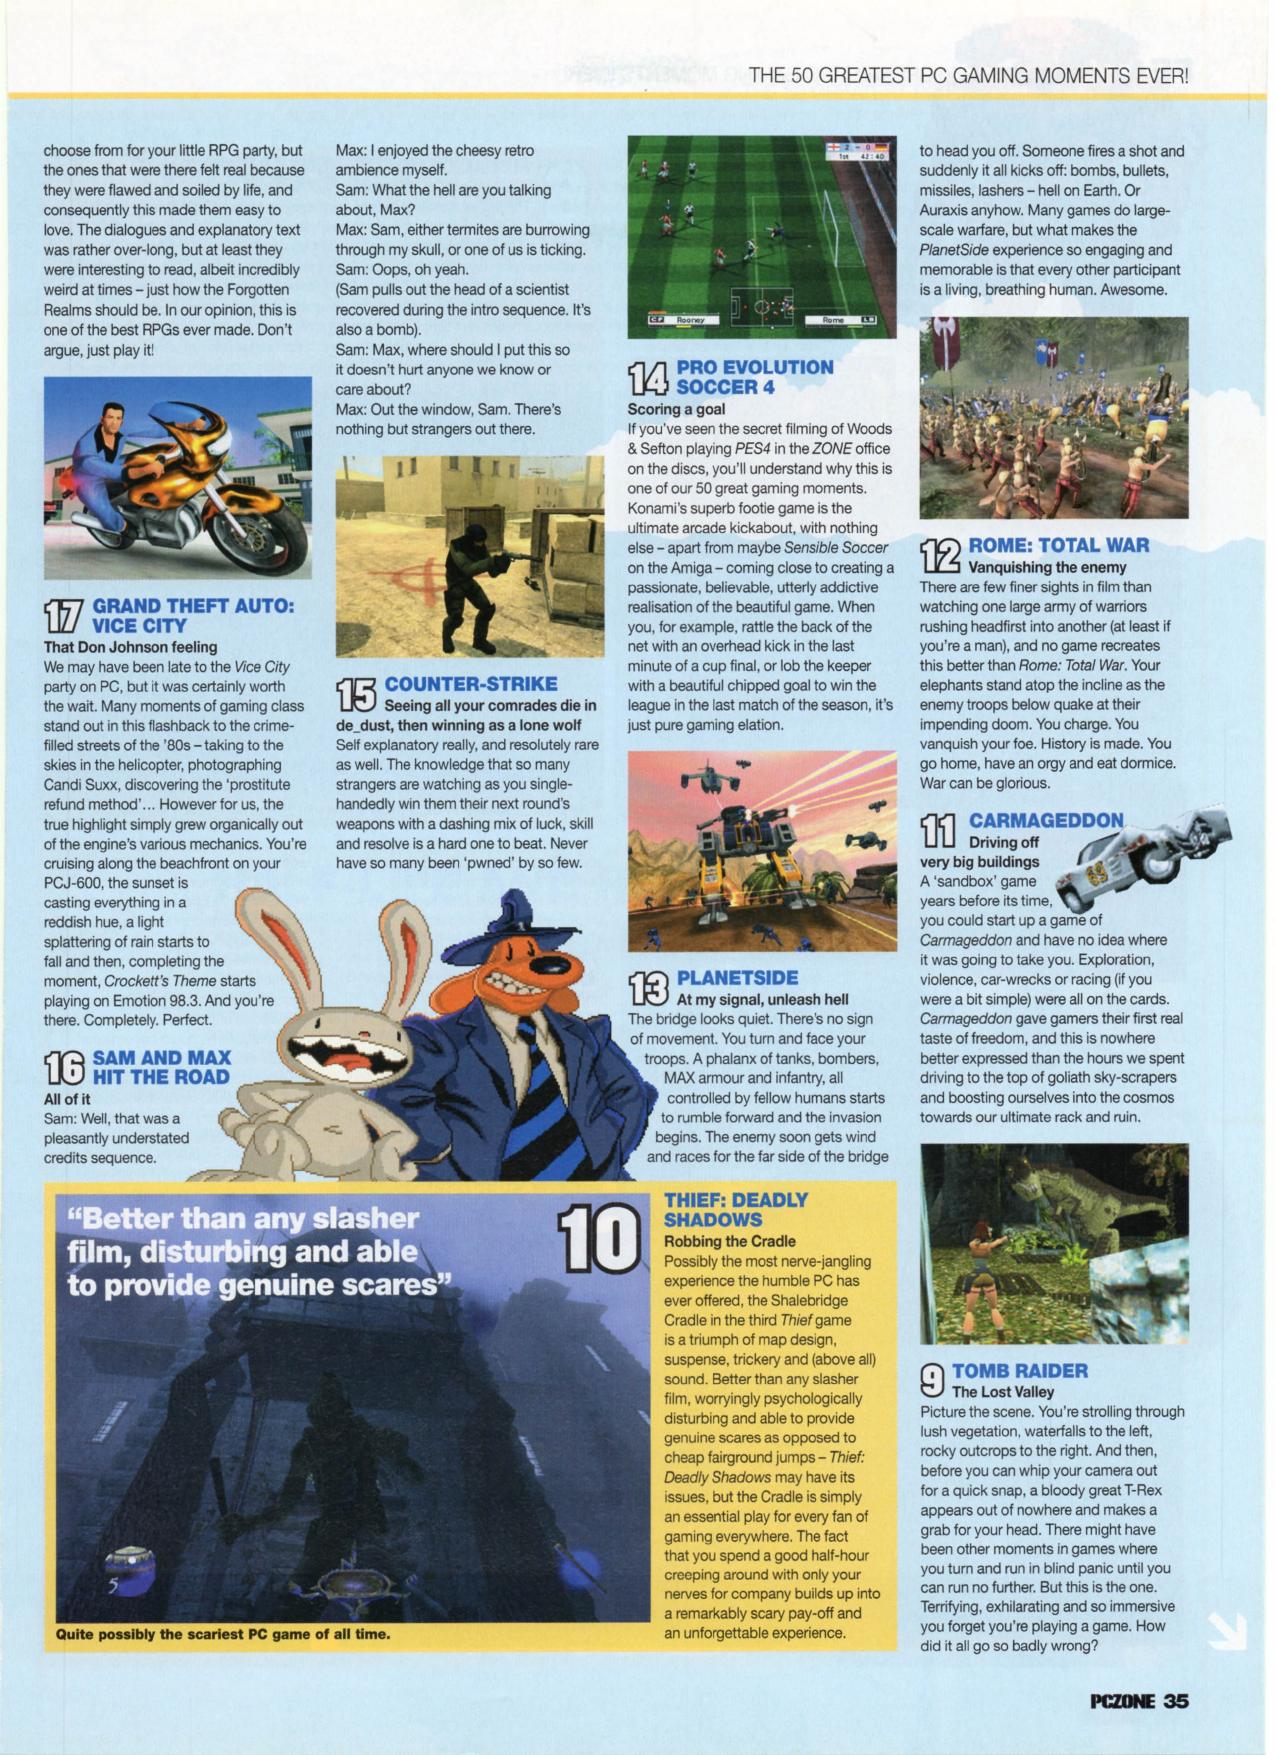 THE 50 GREATEST PC GAMING MOMENTS EVER!
choose from for your little RPG party, but
the ones that were there felt real because
they were flawed and soiled by life, and
consequently this made them easy to
love. The dialogues and explanatory text
was rather over-long, but at least they
were interesting to read, albeit incredibly
weird at times – just how the Forgotten
Realms should be. In our opinion, this is
one of the best RPGs ever made. Don't
argue, just play it!
17 GRAND THEFT AUTO:
VICE CITY
That Don Johnson feeling
We may have been late to the Vice City
party on PC, but it was certainly worth
the wait. Many moments of gaming class
stand out in this flashback to the crime-
filled streets of the '80s – taking to the
skies in the helicopter, photographing
Candi Suxx, discovering the 'prostitute
refund method'... However for us, the
true highlight simply grew organically out
of the engine's various mechanics. You're
cruising along the beachfront on your
PCJ-600, the sunset is
casting everything in a
reddish hue, a light
splattering of rain starts to
fall and then, completing the
moment, Crockett's Theme starts
playing on Emotion 98.3. And you're
there. Completely. Perfect.
16 SAM AND MAX
HIT THE ROAD
All of it
Sam: Well, that was a
pleasantly understated
credits sequence.
Max: I enjoyed the cheesy retro
ambience myself.
Sam: What the hell are you talking
about, Max?
Max: Sam, either termites are burrowing
through my skull, or one of us is ticking.
Sam: Oops, oh yeah.
(Sam pulls out the head of a scientist
recovered during the intro sequence. It's
also a bomb).
Sam: Max, where should I put this so
it doesn't hurt anyone we know or
care about?
Max: Out the window, Sam. There's
nothing but strangers out there.
15 COUNTER-STRIKE
Seeing all your comrades die in
de_dust, then winning as a lone wolf
Self explanatory really, and resolutely rare
as well. The knowledge that so many
strangers are watching as you single-
handedly win them their next round's
weapons with a dashing mix of luck, skill
and resolve is a hard one to beat. Never
have so many been 'pwned' by so few.
2 – 0
1st 42:40
CF Rooney
Rome LB
14 PRO EVOLUTION
SOCCER 4
Scoring a goal
If you've seen the secret filming of Woods
& Sefton playing PES4 in the ZONE office
on the discs, you'll understand why this is
one of our 50 great gaming moments.
Konami's superb footie game is the
ultimate arcade kickabout, with nothing
else – apart from maybe Sensible Soccer
on the Amiga – coming close to creating a
passionate, believable, utterly addictive
realisation of the beautiful game. When
you, for example, rattle the back of the
net with an overhead kick in the last
minute of a cup final, or lob the keeper
with a beautiful chipped goal to win the
league in the last match of the season, it's
just pure gaming elation.
13 PLANETSIDE
At my signal, unleash hell
The bridge looks quiet. There's no sign
of movement. You turn and face your
troops. A phalanx of tanks, bombers,
MAX armour and infantry, all
controlled by fellow humans starts
to rumble forward and the invasion
begins. The enemy soon gets wind
and races for the far side of the bridge
to head you off. Someone fires a shot and
suddenly it all kicks off: bombs, bullets,
missiles, lashers – hell on Earth. Or
Auraxis anyhow. Many games do large-
scale warfare, but what makes the
PlanetSide experience so engaging and
memorable is that every other participant
is a living, breathing human. Awesome.
12 ROME: TOTAL WAR
Vanquishing the enemy
There are few finer sights in film than
watching one large army of warriors
rushing headfirst into another (at least if
you're a man), and no game recreates
this better than Rome: Total War. Your
elephants stand atop the incline as the
enemy troops below quake at their
impending doom. You charge. You
vanquish your foe. History is made. You
go home, have an orgy and eat dormice.
War can be glorious.
11 CARMAGEDDON
Driving off
very big buildings
A 'sandbox' game
years before its time,
you could start up a game of
Carmageddon and have no idea where
it was going to take you. Exploration,
violence, car-wrecks or racing (if you
were a bit simple) were all on the cards.
Carmageddon gave gamers their first real
taste of freedom, and this is nowhere
better expressed than the hours we spent
driving to the top of goliath sky-scrapers
and boosting ourselves into the cosmos
towards our ultimate rack and ruin.
"Better than any slasher
film, disturbing and able
to provide genuine scares"
10
5
Quite possibly the scariest PC game of all time.
THIEF: DEADLY
SHADOWS
Robbing the Cradle
Possibly the most nerve-jangling
experience the humble PC has
ever offered, the Shalebridge
Cradle in the third Thief game
is a triumph of map design,
suspense, trickery and (above all)
sound. Better than any slasher
film, worryingly psychologically
disturbing and able to provide
genuine scares as opposed to
cheap fairground jumps – Thief:
Deadly Shadows may have its
issues, but the Cradle is simply
an essential play for every fan of
gaming everywhere. The fact
that you spend a good half-hour
creeping around with only your
nerves for company builds up into
a remarkably scary pay-off and
an unforgettable experience.
9 TOMB RAIDER
The Lost Valley
Picture the scene. You're strolling through
lush vegetation, waterfalls to the left,
rocky outcrops to the right. And then,
before you can whip your camera out
for a quick snap, a bloody great T-Rex
appears out of nowhere and makes a
grab for your head. There might have
been other moments in games where
you turn and run in blind panic until you
can run no further. But this is the one.
Terrifying, exhilarating and so immersive
you forget you're playing a game. How
did it all go so badly wrong?
PCZONE 35